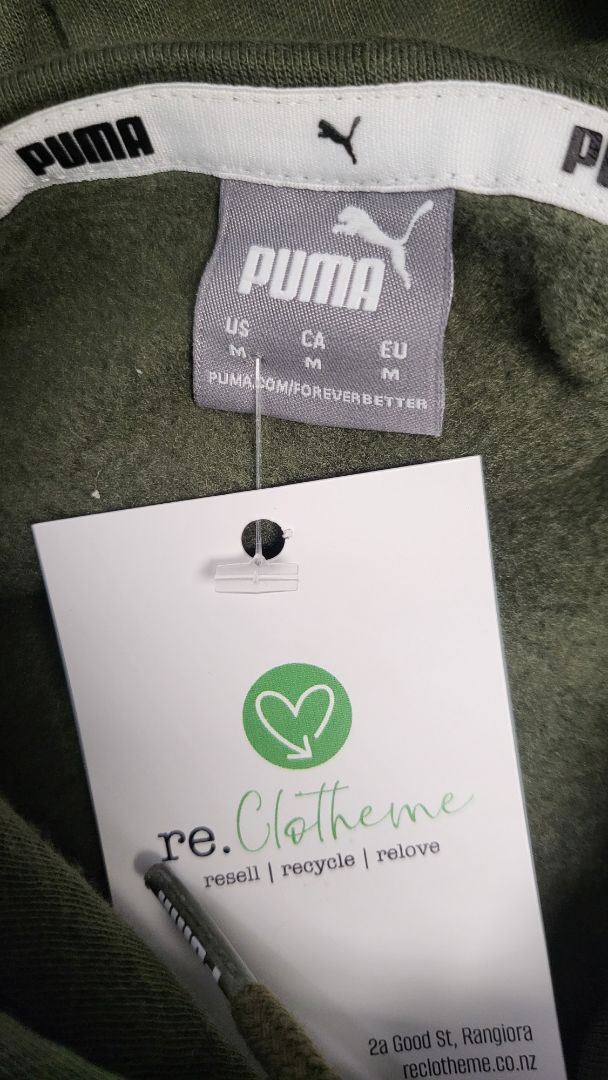 PUMA
PUMA
US CA EU
M M M
PUMA.COM/FOREVERBETTER
re.Clotheme
resell | recycle | relove
2a Good St, Rangiora
reclotheme.co.nz